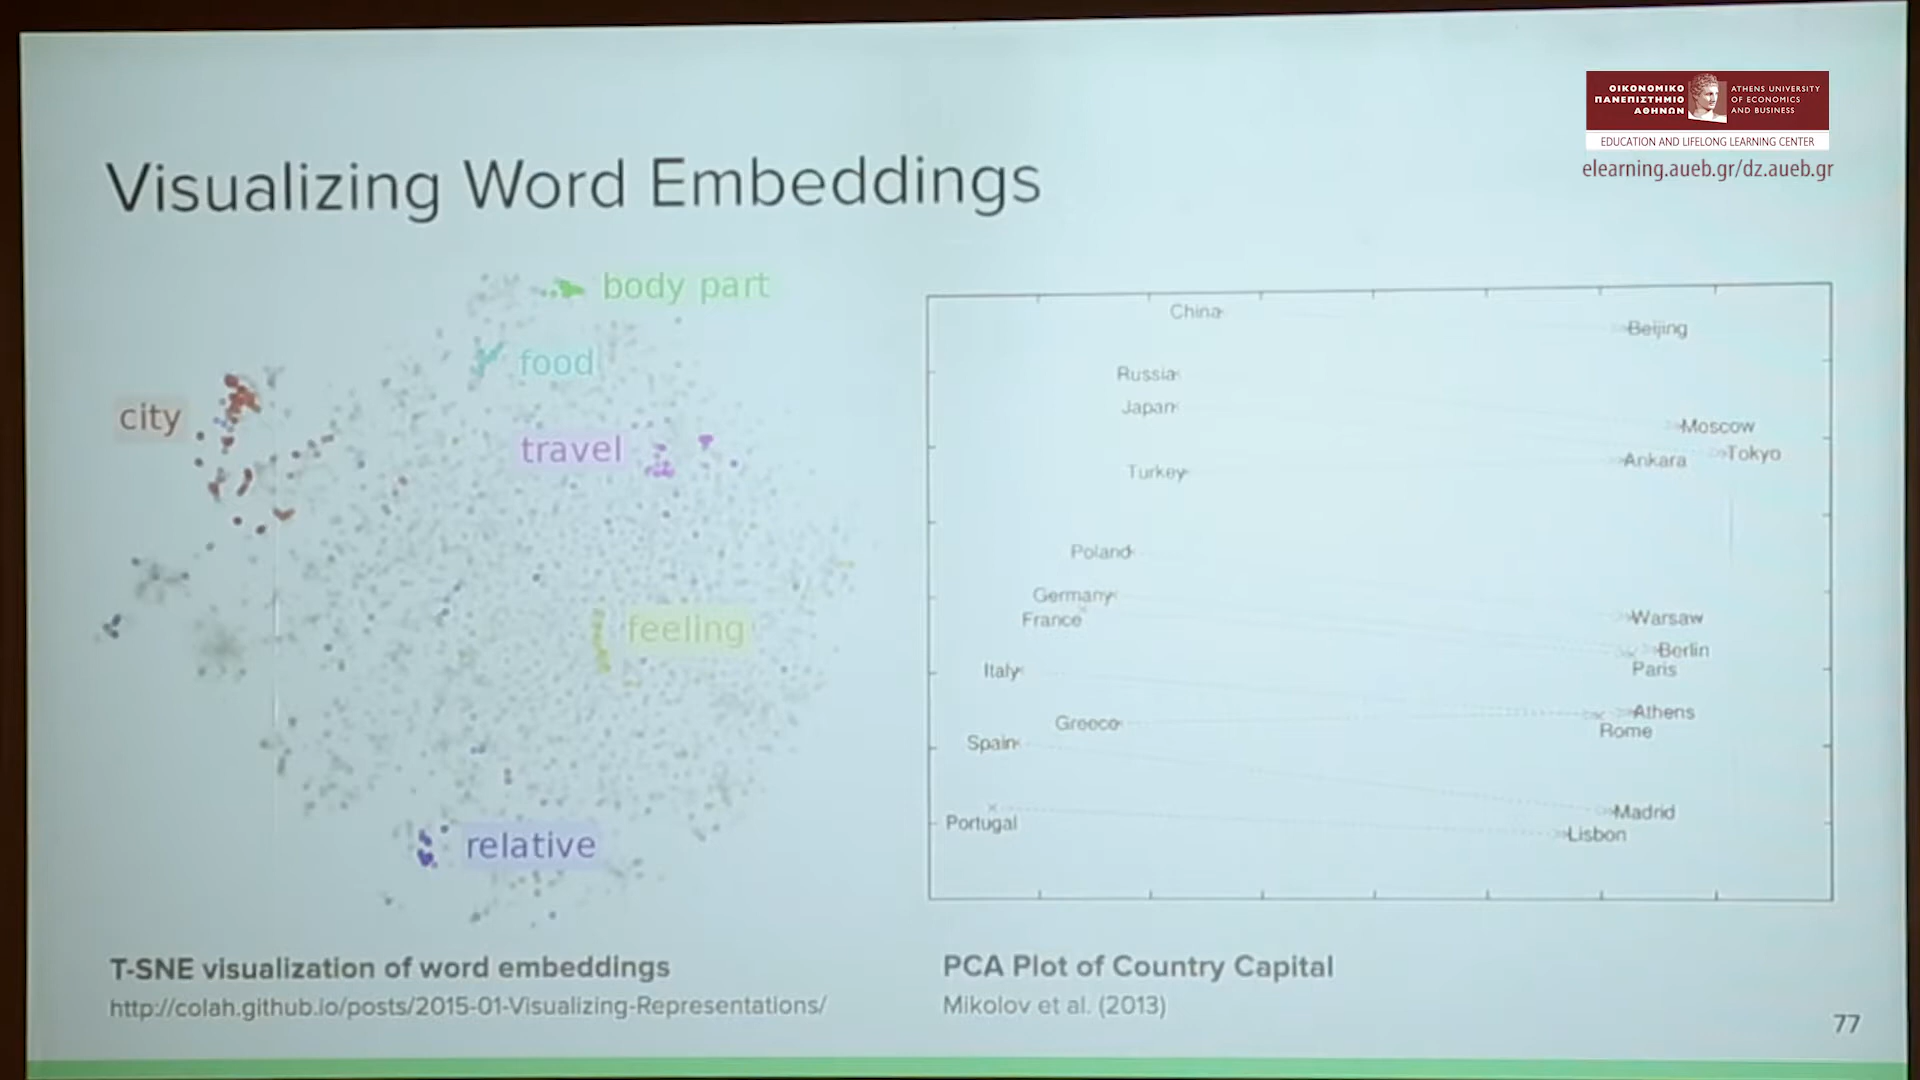 ΟΙΚΟΝΟΜΙΚΟ
ΠΑΝΕΠΙΣΤΗΜΙΟ
ΑΘΗΝΩΝ
ATHENS UNIVERSITY
OF ECONOMICS
AND BUSINESS
EDUCATION AND LIFELONG LEARNING CENTER
elearning.aueb.gr/dz.aueb.gr
Visualizing Word Embeddings
body part
food
city
travel
feeling
relative
China
Beijing
Russia
Japan
Moscow
Tokyo
Ankara
Turkey
Poland
Germany
France
Warsaw
Berlin
Paris
Italy
Greece
Athens
Rome
Spain
Madrid
Portugal
Lisbon
T-SNE visualization of word embeddings
http://colah.github.io/posts/2015-01-Visualizing-Representations/
PCA Plot of Country Capital
Mikolov et al. (2013)
77